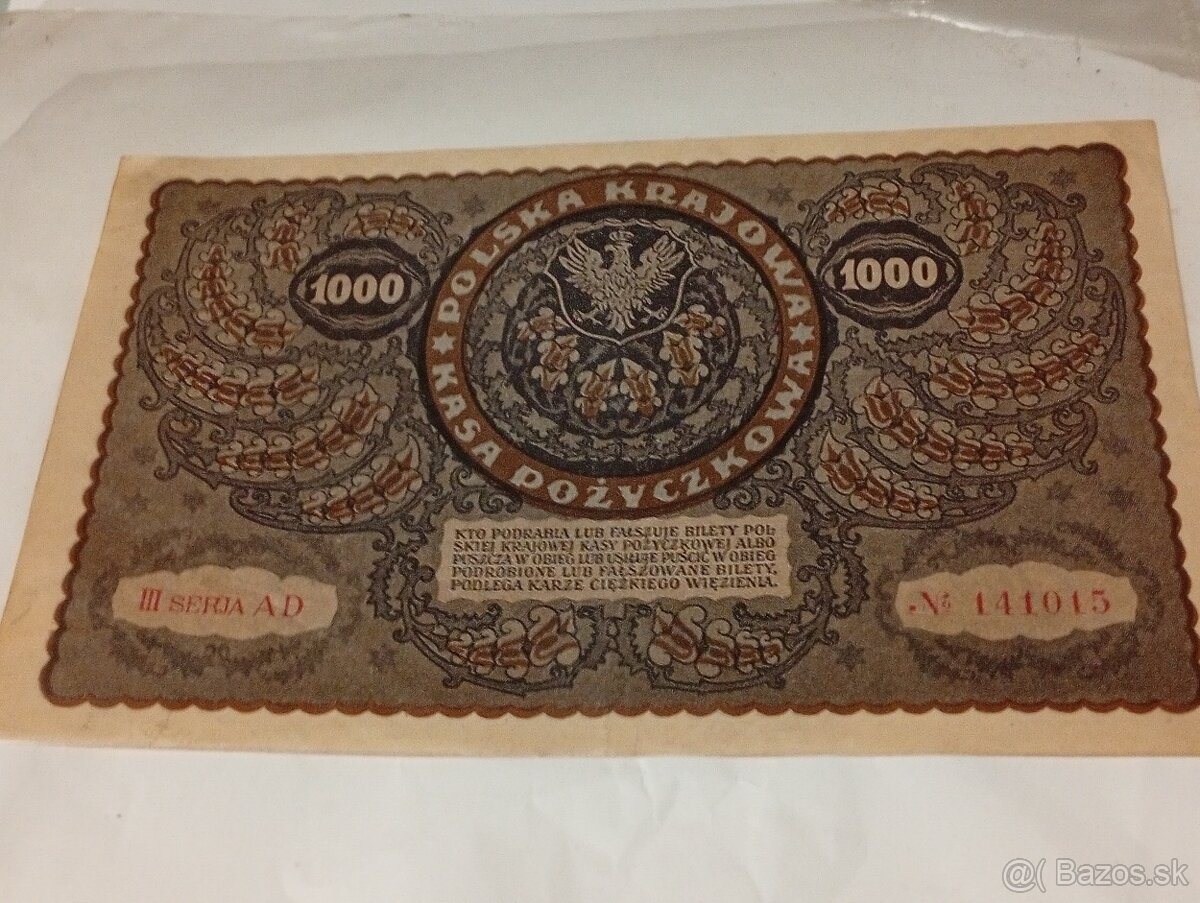 POLSKA KRAJOWA
1000
1000
★ KASA POŻYCZKOWA ★
KTO PODRABIA LUB FAŁSZUJE BILETY POL-
SKIEJ KRAJOWEJ KASY POŻYCZKOWEJ ALBO
PUSZCZA W OBIEG LUB USIŁUJE PUŚCIĆ W OBIEG
PODROBIONE LUB FAŁSZOWANE BILETY,
PODLEGA KARZE CIĘŻKIEGO WIĘZIENIA.
III SERJA AD
№ 141015
@( Bazos.sk